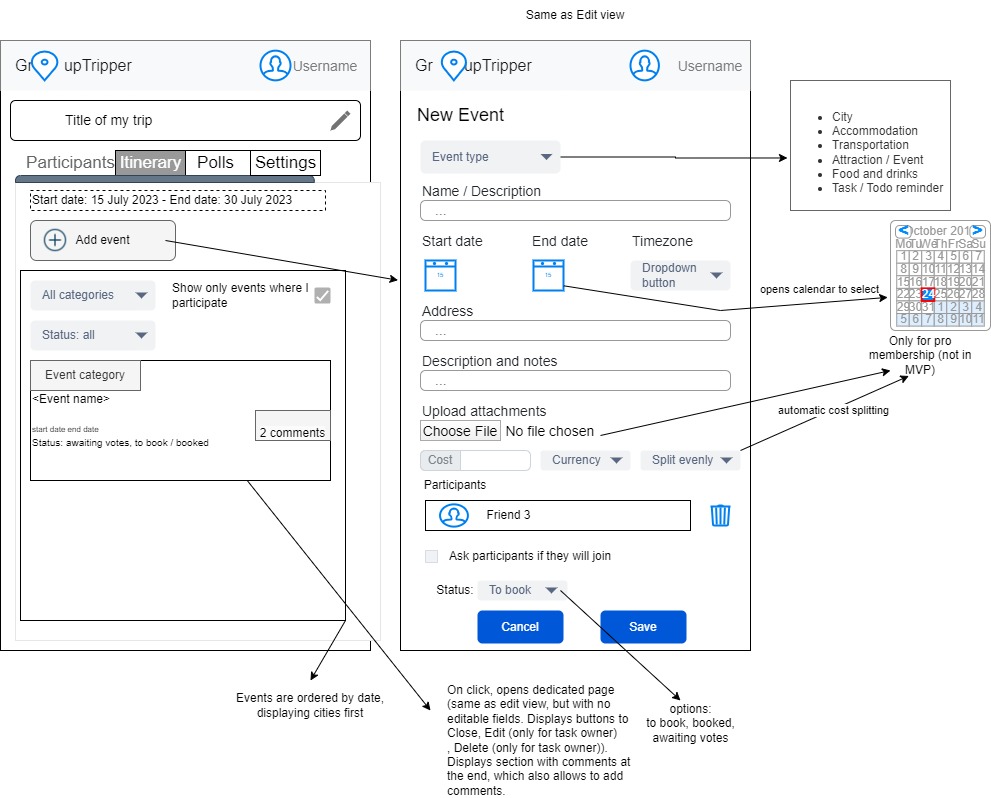 Same as Edit view
Gr upTripper
Username
Title of my trip
Participants
Itinerary
Polls
Settings
Start date: 15 July 2023 - End date: 30 July 2023
Add event
All categories
Show only events where I
participate
Status: all
Event category
<Event name>
start date end date
Status: awaiting votes, to book / booked
2 comments
Events are ordered by date,
displaying cities first
Gr upTripper
Username
New Event
Event type
Name / Description
...
Start date
End date
Timezone
15
15
Dropdown
button
Address
...
Description and notes
...
Upload attachments
Choose File
No file chosen
Cost
Currency
Split evenly
Participants
Friend 3
Ask participants if they will join
Status:
To book
Cancel
Save
On click, opens dedicated page
(same as edit view, but with no
editable fields. Displays buttons to
Close, Edit (only for task owner)
, Delete (only for task owner)).
Displays section with comments at
the end, which also allows to add
comments.
options:
to book, booked,
awaiting votes
• City
• Accommodation
• Transportation
• Attraction / Event
• Food and drinks
• Task / Todo reminder
opens calendar to select
< October 201 >
Mo Tu We Th Fr Sa Su
1 2 3 4 5 6 7
8 9 10 11 12 13 14
15 16 17 18 19 20 21
22 23 24 25 26 27 28
29 30 31 1 2 3 4
5 6 7 8 9 10 11
Only for pro
membership (not in
MVP)
automatic cost splitting